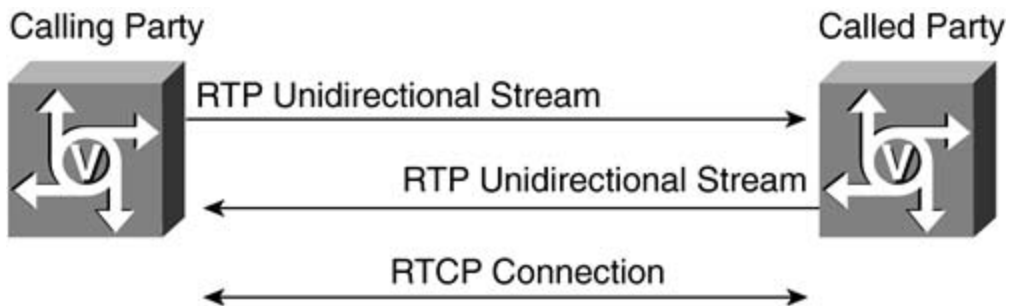 Calling Party
Called Party
V
V
RTP Unidirectional Stream
RTP Unidirectional Stream
RTCP Connection